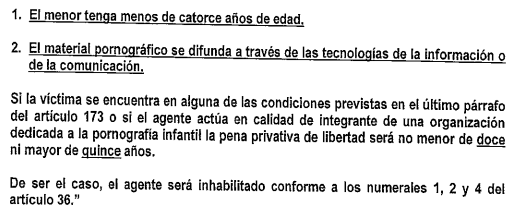 1. El menor tenga menos de catorce años de edad.
2. El material pornográfico se difunda a través de las tecnologías de la información o
de la comunicación.
Si la víctima se encuentra en alguna de las condiciones previstas en el último párrafo
del artículo 173 o si el agente actúa en calidad de integrante de una organización
dedicada a la pornografía infantil la pena privativa de libertad será no menor de doce
ni mayor de quince años.
De ser el caso, el agente será inhabilitado conforme a los numerales 1, 2 y 4 del
artículo 36.”